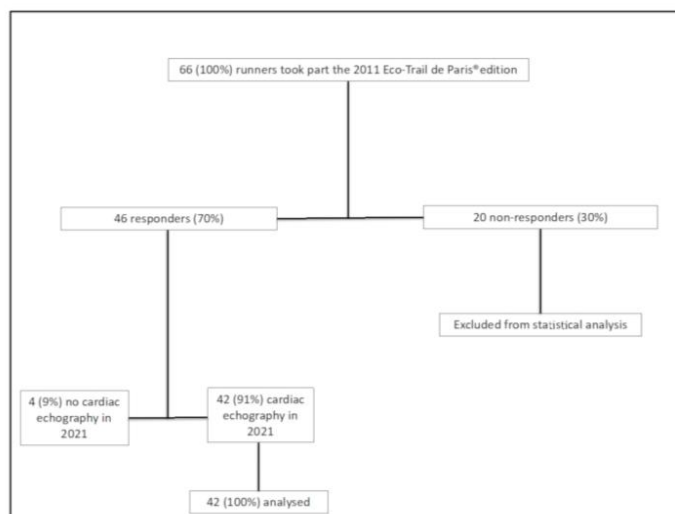 66 (100%) runners took part the 2011 Eco-Trail de Paris® edition
46 responders (70%)
20 non-responders (30%)
Excluded from statistical analysis
4 (9%) no cardiac
echography in
2021
42 (91%) cardiac
echography in
2021
42 (100%) analysed